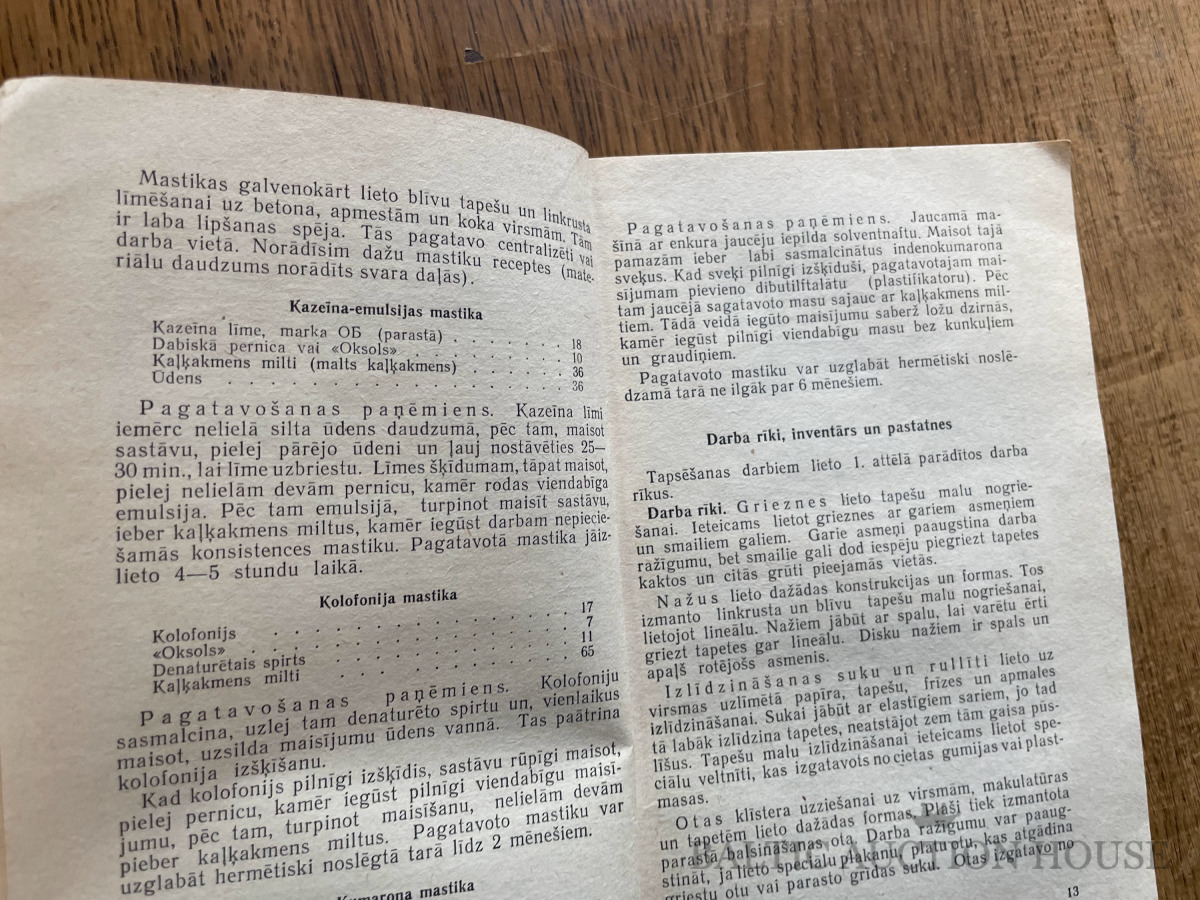 Mastikas galvenokārt lieto blīvu tapešu un linkrusta
līmēšanai uz betona, apmestām un koka virsmām. Tām
ir laba lipšanas spēja. Tās pagatavo centralizēti vai
darba vietā. Norādīsim dažu mastiku receptes (mate-
riālu daudzums norādīts svara daļās).
Kazeīna-emulsijas mastika
Kazeīna līme, marka ОБ (parastā) . . . . . . . 18
Dabiskā pernica vai «Oksols» . . . . . . . . . 10
Kaļķakmens milti (malts kaļķakmens) . . . . . . 36
Ūdens . . . . . . . . . . . . . . . . 36
Pagatavošanas paņēmiens. Kazeīna līmi
iemērc nelielā silta ūdens daudzumā, pēc tam, maisot
sastāvu, pielej pārējo ūdeni un ļauj nostāvēties 25—
30 min., lai līme uzbriestu. Līmes šķīdumam, tāpat maisot,
pielej nelielām devām pernicu, kamēr rodas viendabīga
emulsija. Pēc tam emulsijā, turpinot maisīt sastāvu,
ieber kaļķakmens miltus, kamēr iegūst darbam nepiecie-
šamās konsistences mastiku. Pagatavotā mastika jāiz-
lieto 4—5 stundu laikā.
Kolofonija mastika
Kolofonijs . . . . . . . . . . . . . . 17
«Oksols» . . . . . . . . . . . . . . 7
Denaturētais spirts . . . . . . . . . . . 11
Kaļķakmens milti . . . . . . . . . . . 65
Pagatavošanas paņēmiens. Kolofoniju
sasmalcina, uzlej tam denaturēto spirtu un, vienlaikus
maisot, uzsilda maisījumu ūdens vannā. Tas paātrina
kolofonija izšķīšanu.
Kad kolofonijs pilnīgi izšķīdis, sastāvu rūpīgi maisot,
pielej pernicu, kamēr iegūst pilnīgi viendabīgu maisī-
jumu, pēc tam, turpinot maisīšanu, nelielām devām
pieber kaļķakmens miltus. Pagatavoto mastiku var
uzglabāt hermētiski noslēgtā tarā līdz 2 mēnešiem.
Kumarona mastika
Pagatavošanas paņēmiens. Jaucamā ma-
šīnā ar enkura jaucēju iepilda solventnaftu. Maisot tajā
pamazām ieber labi sasmalcinātus indenokumarona
sveķus. Kad sveķi pilnīgi izšķīduši, pagatavotajam mai-
sījumam pievieno dibutilftalātu (plastifikatoru). Pēc
tam jaucējā sagatavoto masu sajauc ar kaļķakmens mil-
tiem. Tādā veidā iegūto maisījumu saberž ložu dzirnās,
kamēr iegūst pilnīgi viendabīgu masu bez kunkuļiem
un graudiņiem.
Pagatavoto mastiku var uzglabāt hermētiski noslē-
dzamā tarā ne ilgāk par 6 mēnešiem.
Darba rīki, inventārs un pastatnes
Tapsēšanas darbiem lieto 1. attēlā parādītos darba
rīkus.
Darba rīki. Grieznes lieto tapešu malu nogrie-
šanai. Ieteicams lietot grieznes ar gariem asmeņiem
un smailiem galiem. Garie asmeņi paaugstina darba
ražīgumu, bet smailie gali dod iespēju piegriezt tapetes
kaktos un citās grūti pieejamās vietās.
Nažus lieto dažādas konstrukcijas un formas. Tos
izmanto linkrusta un blīvu tapešu malu nogriešanai,
lietojot lineālu. Nažiem jābūt ar spalu, lai varētu ērti
griezt tapetes gar lineālu. Disku nažiem ir spals un
apaļš rotējošs asmenis.
Izlīdzināšanas suku un rullīti lieto uz
virsmas uzlīmētā papīra, tapešu, frīzes un apmales
izlīdzināšanai. Sukai jābūt ar elastīgiem sariem, jo tad
tā labāk izlīdzina tapetes, neatstājot zem tām gaisa pūs-
līšus. Tapešu malu izlīdzināšanai ieteicams lietot spe-
ciālu veltnīti, kas izgatavots no cietas gumijas vai plast-
masas.
Otas klīstera uzziešanai uz virsmām, makulatūras
un tapetēm lieto dažādas formas. Plaši tiek izmantota
parastā balsināšanas ota. Darba ražīgumu var paaug-
stināt, ja lieto speciālu plakanu, platu otu, kas atgādina
griestu otu vai parasto grīdas suku. Otas izgatavo no
13
BALTIC AUCTION HOUSE